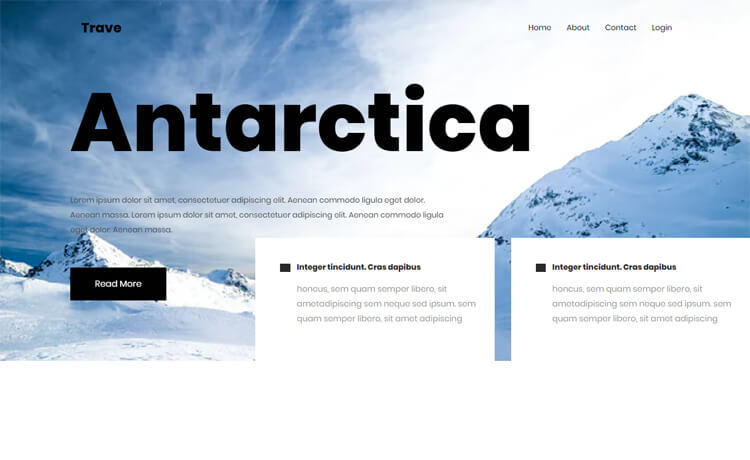 Trave
Home About Contact Login
Antarctica
Lorem ipsum dolor sit amet, consectetuer adipiscing elit. Aenean commodo ligula eget dolor.
Aenean massa. Lorem ipsum dolor sit amet, consectetuer adipiscing elit. Aenean commodo ligula
eget dolor. Aenean massa.
Read More
Integer tincidunt. Cras dapibus
honcus, sem quam semper libero, sit
ametadipiscing sem neque sed ipsum. sem
quam semper libero, sit amet adipiscing
Integer tincidunt. Cras dapibus
honcus, sem quam semper libero, sit
ametadipiscing sem neque sed ipsum. sem
quam semper libero, sit amet adipiscing